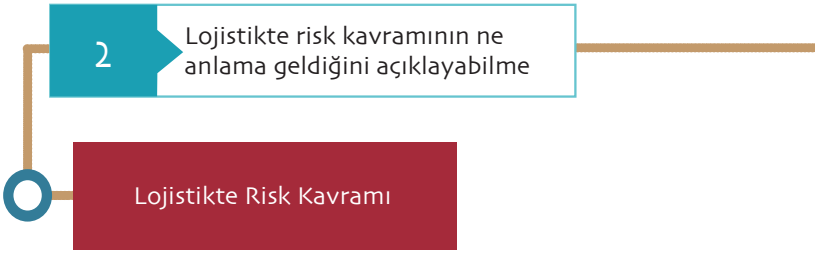 2
Lojistikte risk kavramının ne
anlama geldiğini açıklayabilme
Lojistikte Risk Kavramı